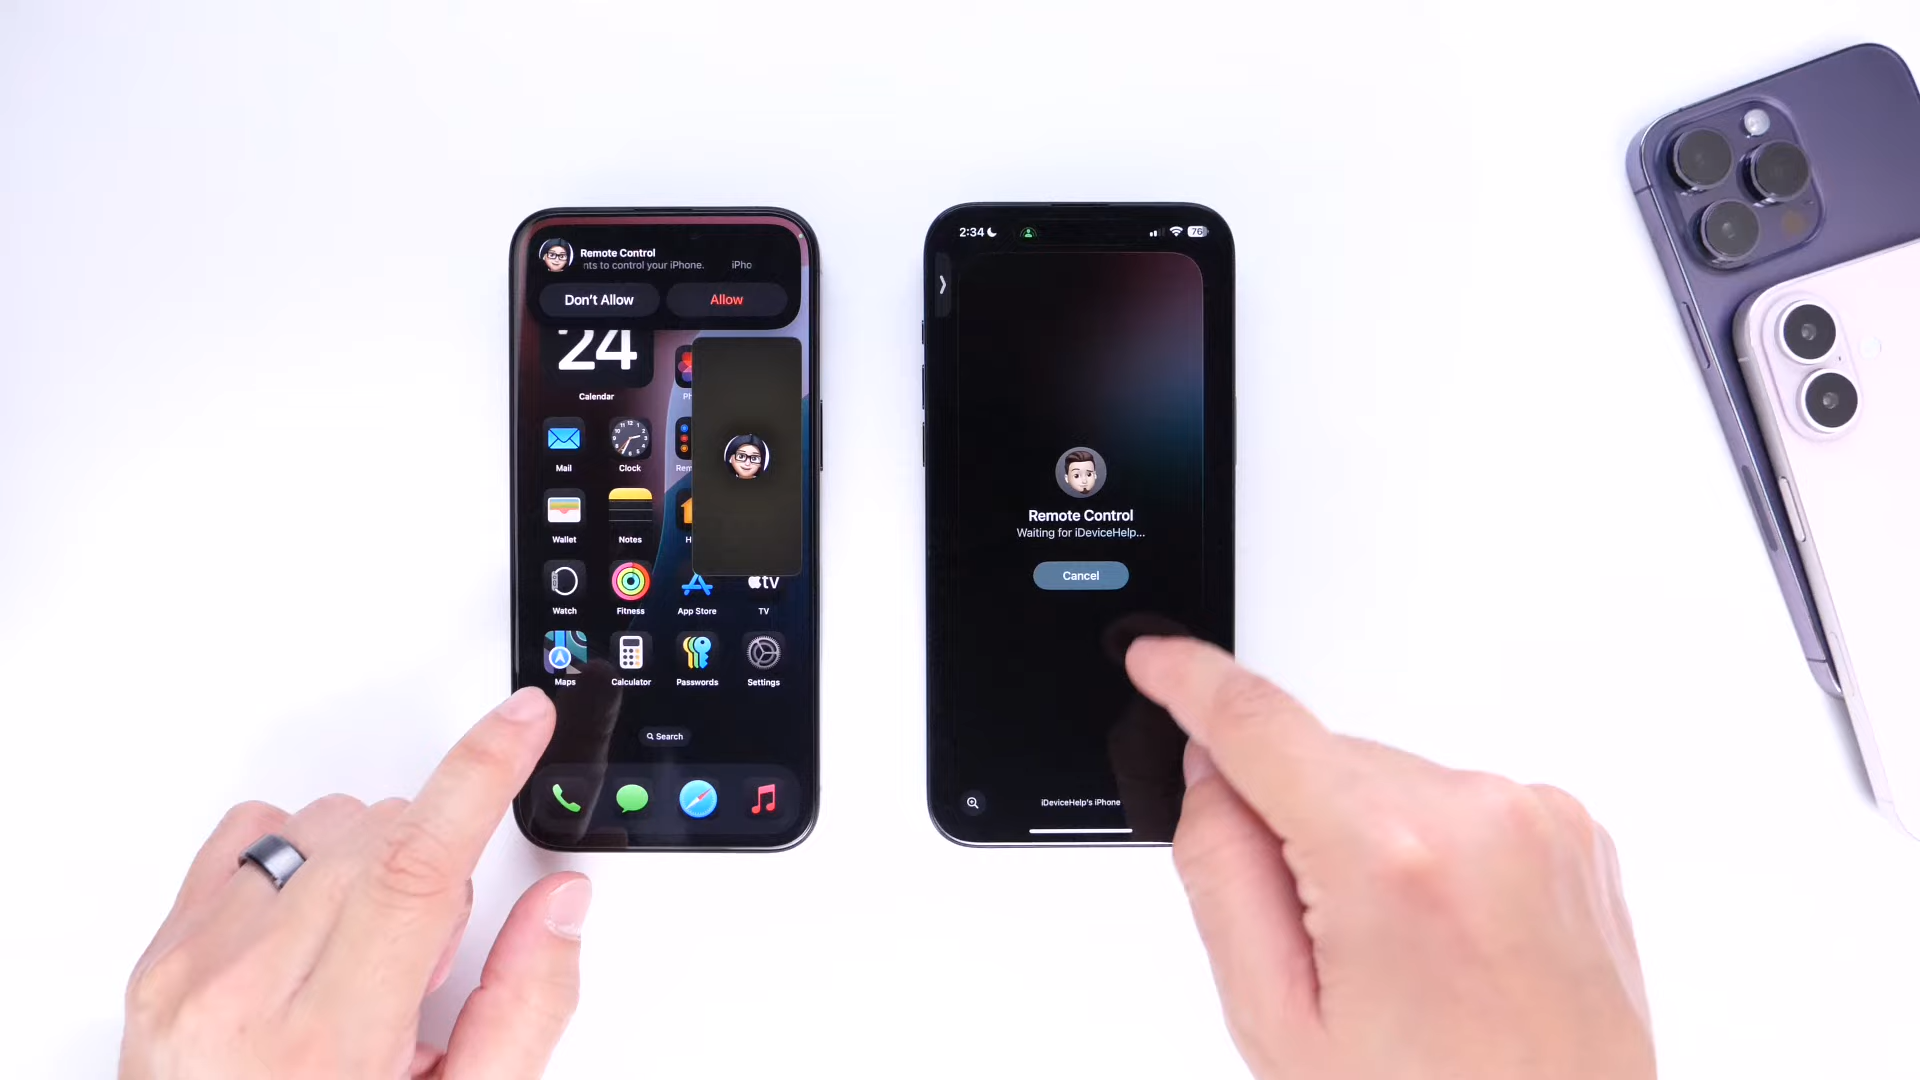 Remote Control
nts to control your iPhone. iPho
Don't Allow
Allow
24
Calendar
Mail
Clock
Wallet
Notes
Watch
Fitness
App Store
tv
TV
Maps
Calculator
Passwords
Settings
Search
2:34
76
Remote Control
Waiting for iDeviceHelp...
Cancel
iDeviceHelp's iPhone